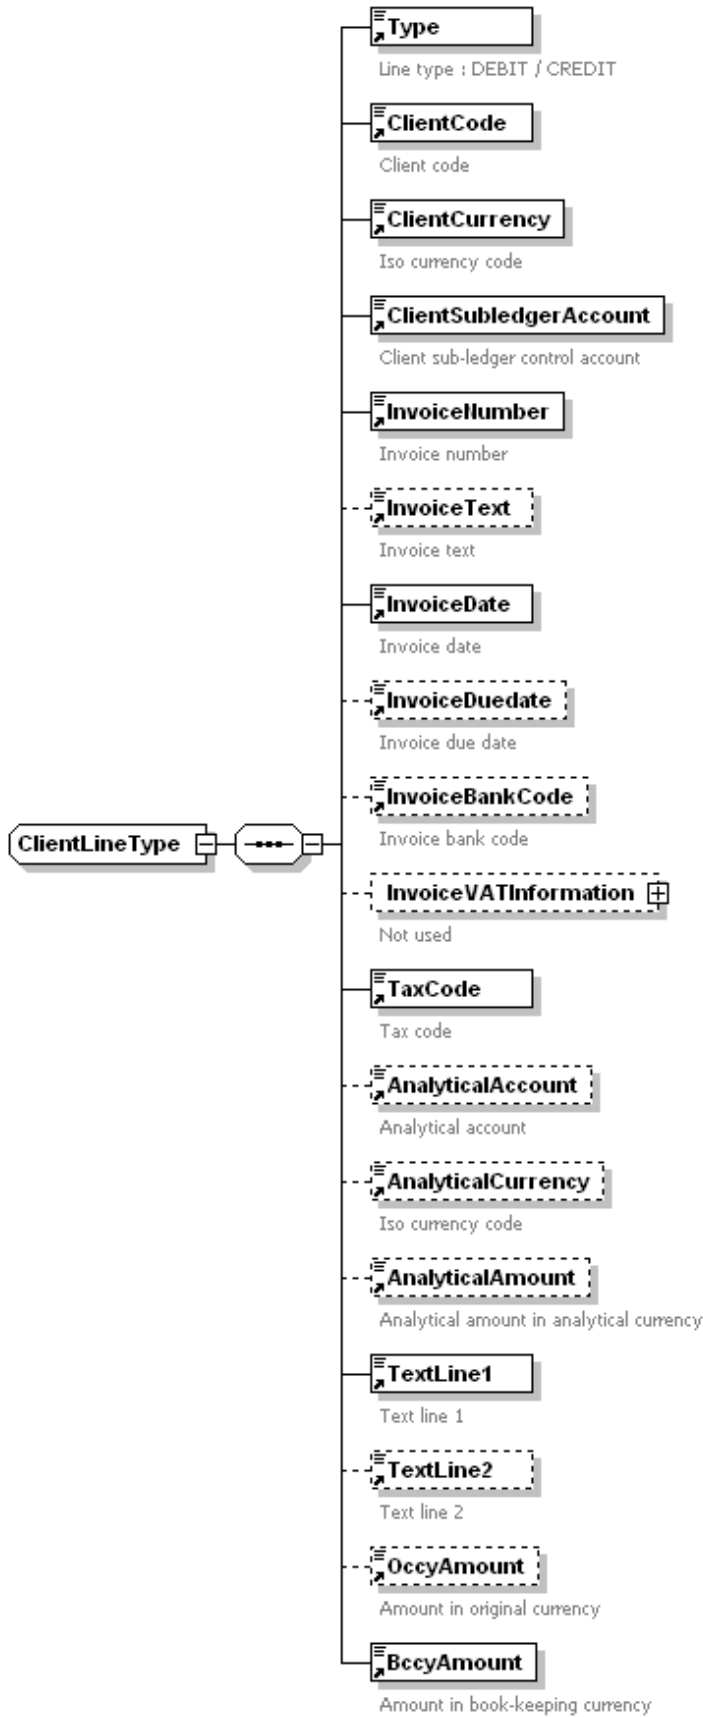 Type
Line type : DEBIT / CREDIT
ClientCode
Client code
ClientCurrency
Iso currency code
ClientSubledgerAccount
Client sub-ledger control account
InvoiceNumber
Invoice number
InvoiceText
Invoice text
InvoiceDate
Invoice date
InvoiceDuedate
Invoice due date
InvoiceBankCode
Invoice bank code
ClientLineType
InvoiceVATInformation
Not used
TaxCode
Tax code
AnalyticalAccount
Analytical account
AnalyticalCurrency
Iso currency code
AnalyticalAmount
Analytical amount in analytical currency
TextLine1
Text line 1
TextLine2
Text line 2
OccyAmount
Amount in original currency
BccyAmount
Amount in book-keeping currency